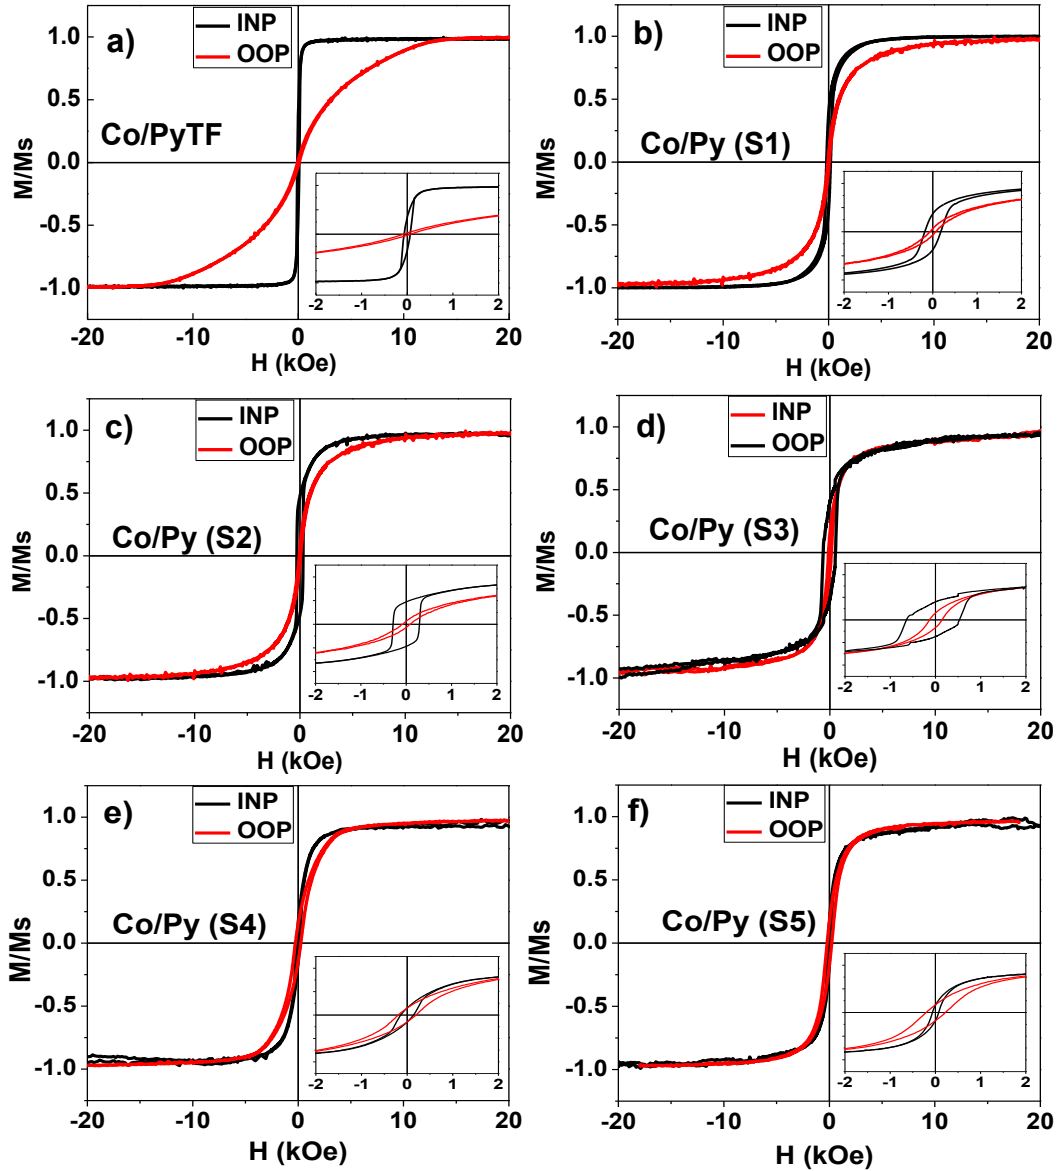 a)
INP
OOP
1.0
0.5
0.0
-0.5
-1.0
M/Ms
Co/PyTF
-2 -1 0 1 2
-20 -10 0 10 20
H (kOe)
b)
INP
OOP
1.0
0.5
0.0
-0.5
-1.0
M/Ms
Co/Py (S1)
-2 -1 0 1 2
-20 -10 0 10 20
H (kOe)
c)
INP
OOP
1.0
0.5
0.0
-0.5
-1.0
M/Ms
Co/Py (S2)
-2 -1 0 1 2
-20 -10 0 10 20
H (kOe)
d)
INP
OOP
1.0
0.5
0.0
-0.5
-1.0
M/Ms
Co/Py (S3)
-2 -1 0 1 2
-20 -10 0 10 20
H (kOe)
e)
INP
OOP
1.0
0.5
0.0
-0.5
-1.0
M/Ms
Co/Py (S4)
-2 -1 0 1 2
-20 -10 0 10 20
H (kOe)
f)
INP
OOP
1.0
0.5
0.0
-0.5
-1.0
M/Ms
Co/Py (S5)
-2 -1 0 1 2
-20 -10 0 10 20
H (kOe)